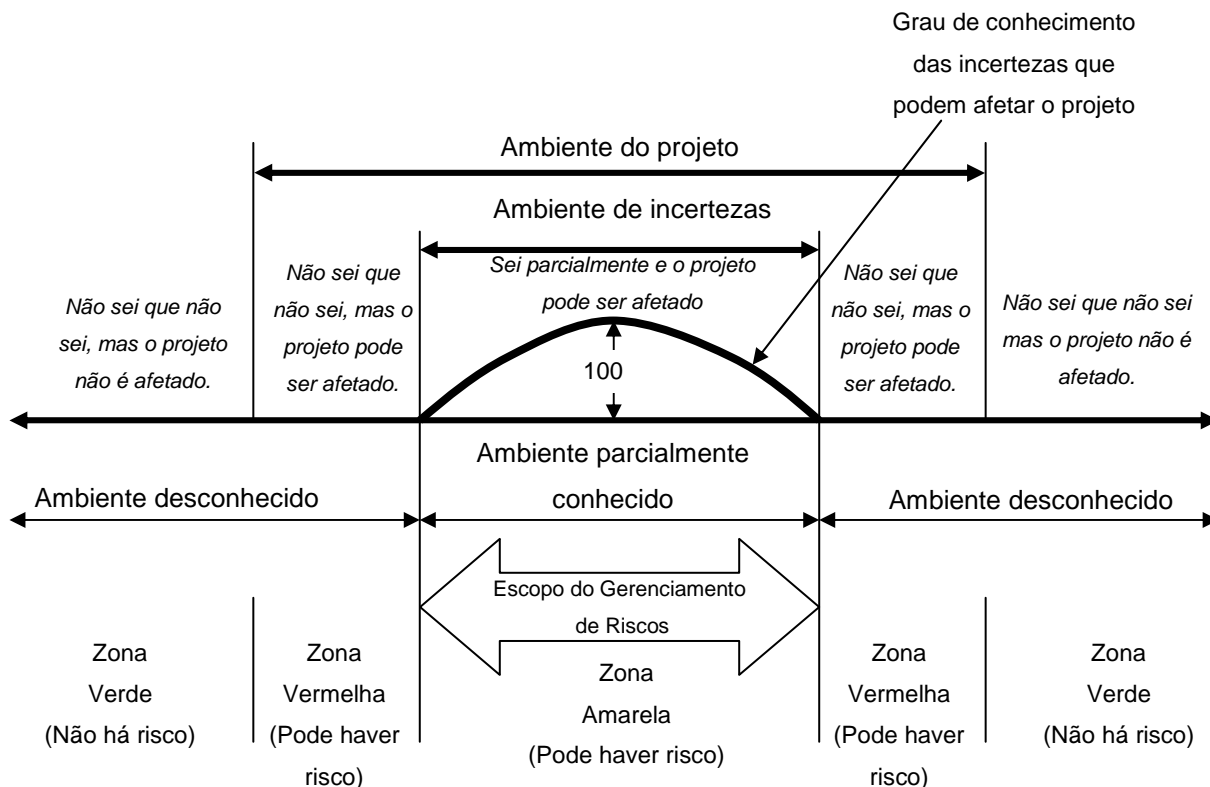 Grau de conhecimento
das incertezas que
podem afetar o projeto
Ambiente do projeto
Ambiente de incertezas
Não sei que não
sei, mas o projeto
não é afetado.
Não sei que
não sei, mas o
projeto pode
ser afetado.
Sei parcialmente e o projeto
pode ser afetado
Não sei que
não sei, mas o
projeto pode
ser afetado.
Não sei que não sei
mas o projeto não é
afetado.
100
Ambiente desconhecido
Ambiente parcialmente
conhecido
Ambiente desconhecido
Escopo do Gerenciamento
de Riscos
Zona
Verde
(Não há risco)
Zona
Vermelha
(Pode haver
risco)
Zona
Amarela
(Pode haver risco)
Zona
Vermelha
(Pode haver
risco)
Zona
Verde
(Não há risco)